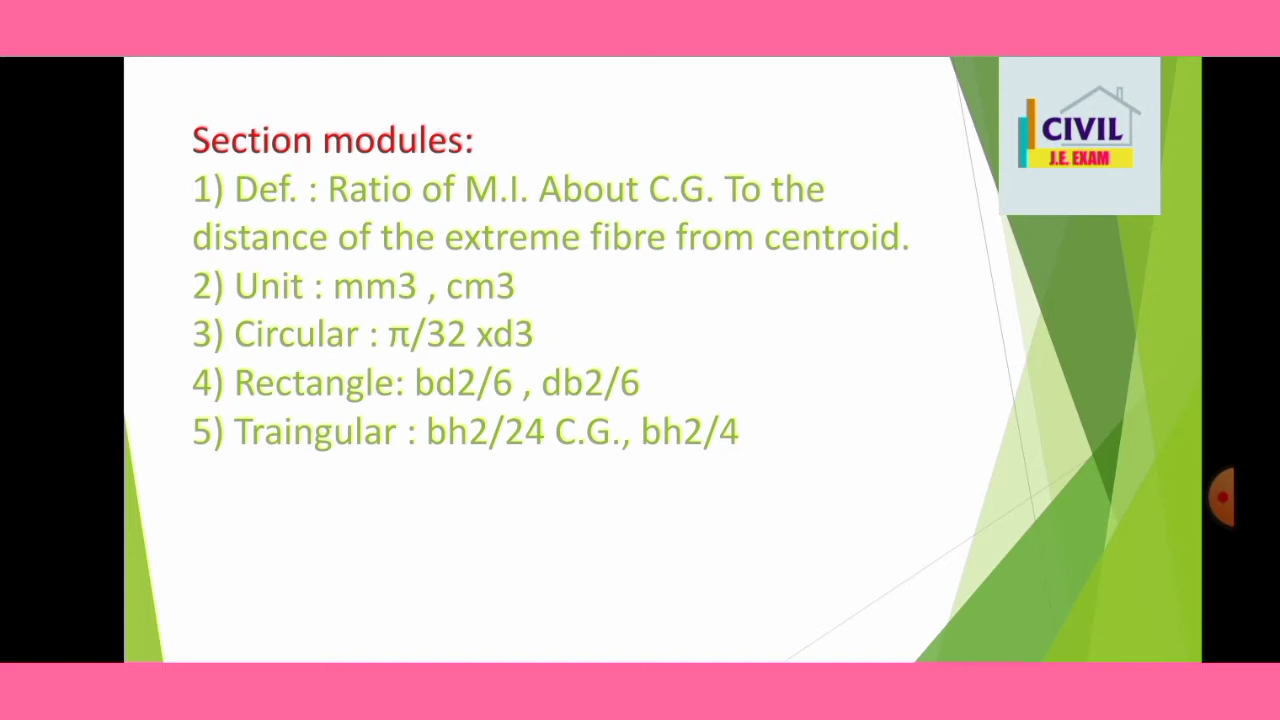 Section modules:
1) Def. : Ratio of M.I. About C.G. To the
distance of the extreme fibre from centroid.
2) Unit : mm3 , cm3
3) Circular : π/32 xd3
4) Rectangle: bd2/6 , db2/6
5) Traingular : bh2/24 C.G., bh2/4
CIVIL
J.E. EXAM